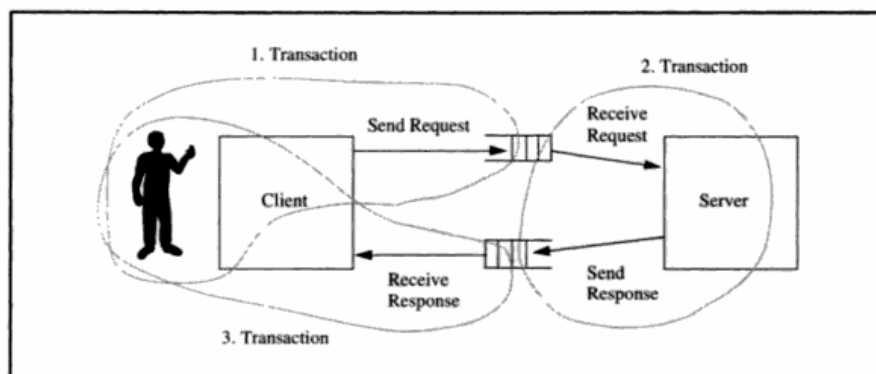 1. Transaction
2. Transaction
Send Request
Receive
Request
Client
Server
Receive
Response
Send
Response
3. Transaction